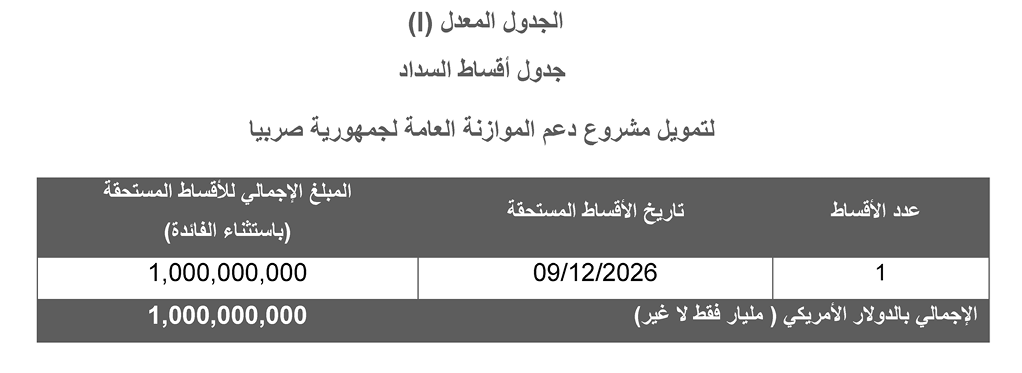 الجدول المعدل (I)
جدول أقساط السداد
لتمويل مشروع دعم الموازنة العامة لجمهورية صربيا
عدد الأقساط
تاريخ الأقساط المستحقة
المبلغ الإجمالي للأقساط المستحقة
(باستثناء الفائدة)
1
09/12/2026
1,000,000,000
الإجمالي بالدولار الأمريكي ( مليار فقط لا غير)
1,000,000,000